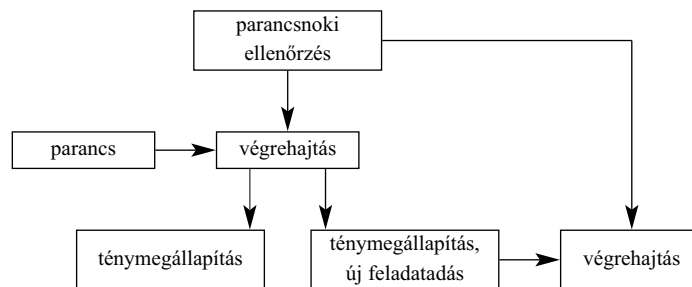 parancsnoki
ellenőrzés
parancs
végrehajtás
ténymegállapítás
ténymegállapítás,
új feladatadás
végrehajtás